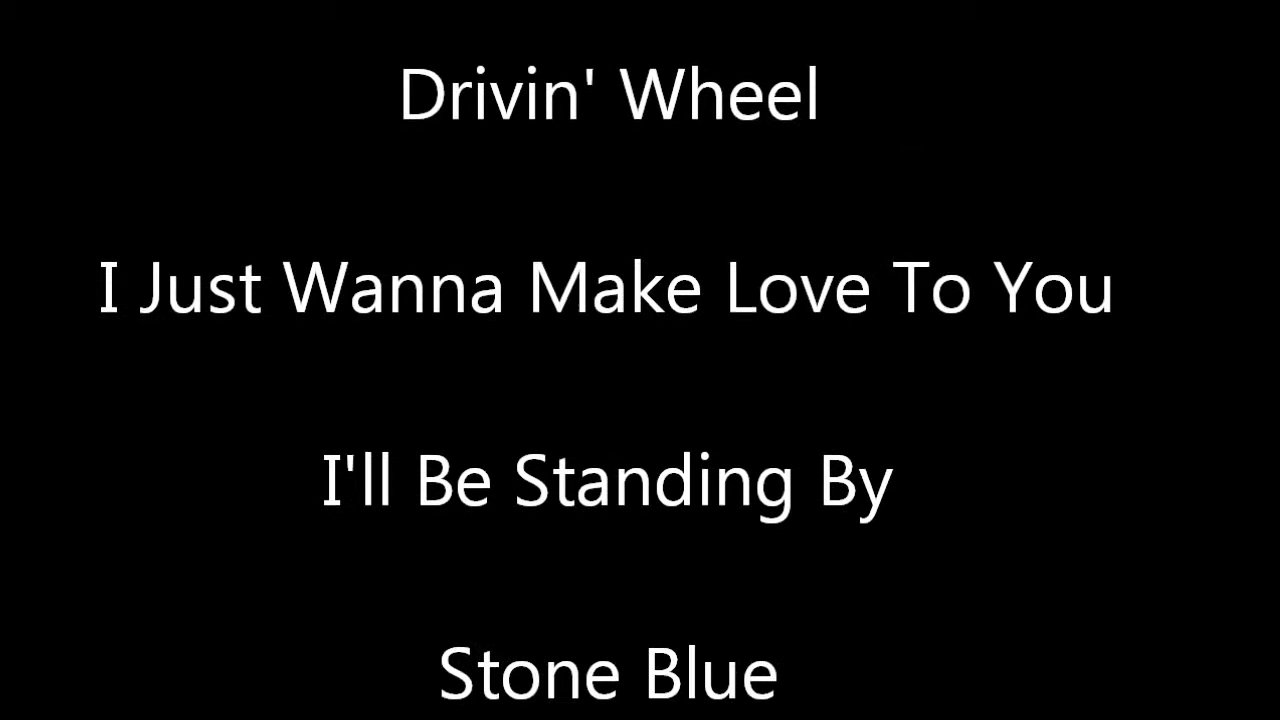 Drivin' Wheel
I Just Wanna Make Love To You
I'll Be Standing By
Stone Blue